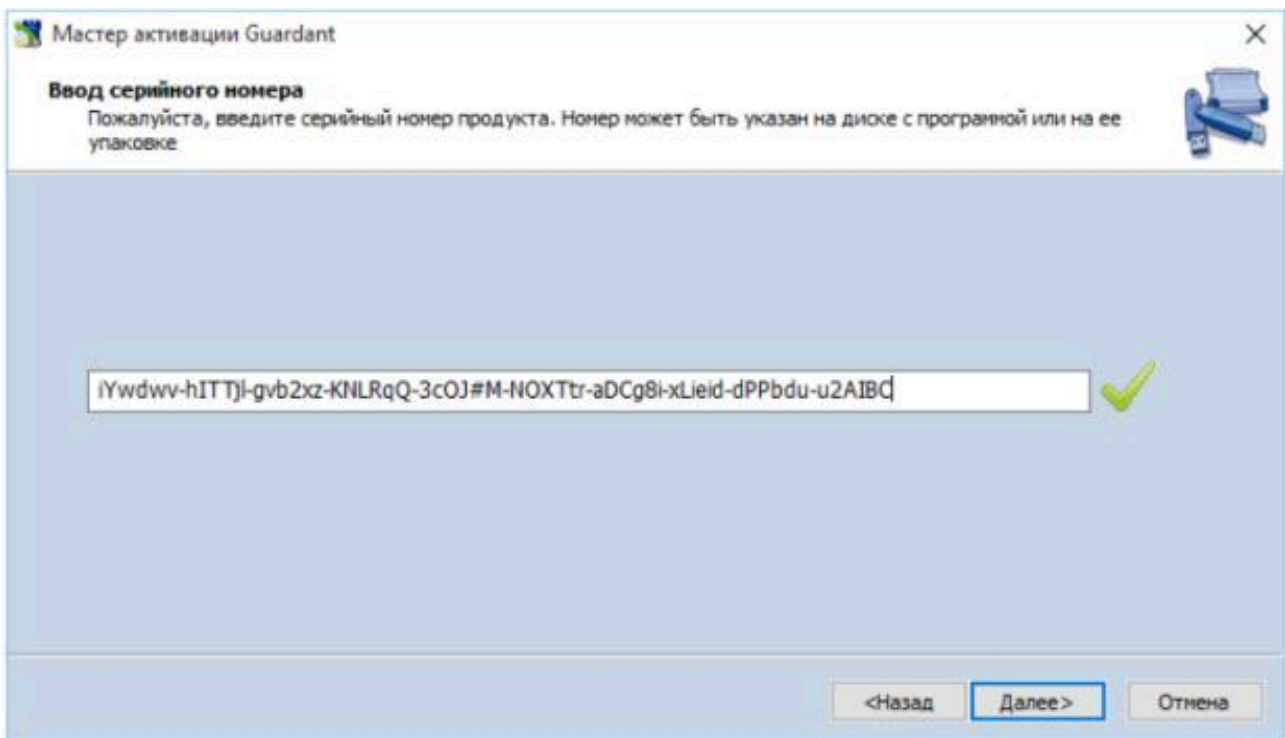 Мастер активации Guardant
Ввод серийного номера
Пожалуйста, введите серийный номер продукта. Номер может быть указан на диске с программой или на ее
упаковке
iYwdwv-hITTjl-gvb2xz-KNLRqQ-3cOJ#M-NOXTtr-aDCg8i-xLieid-dPPbdu-u2AIBC
<Назад Далее> Отмена